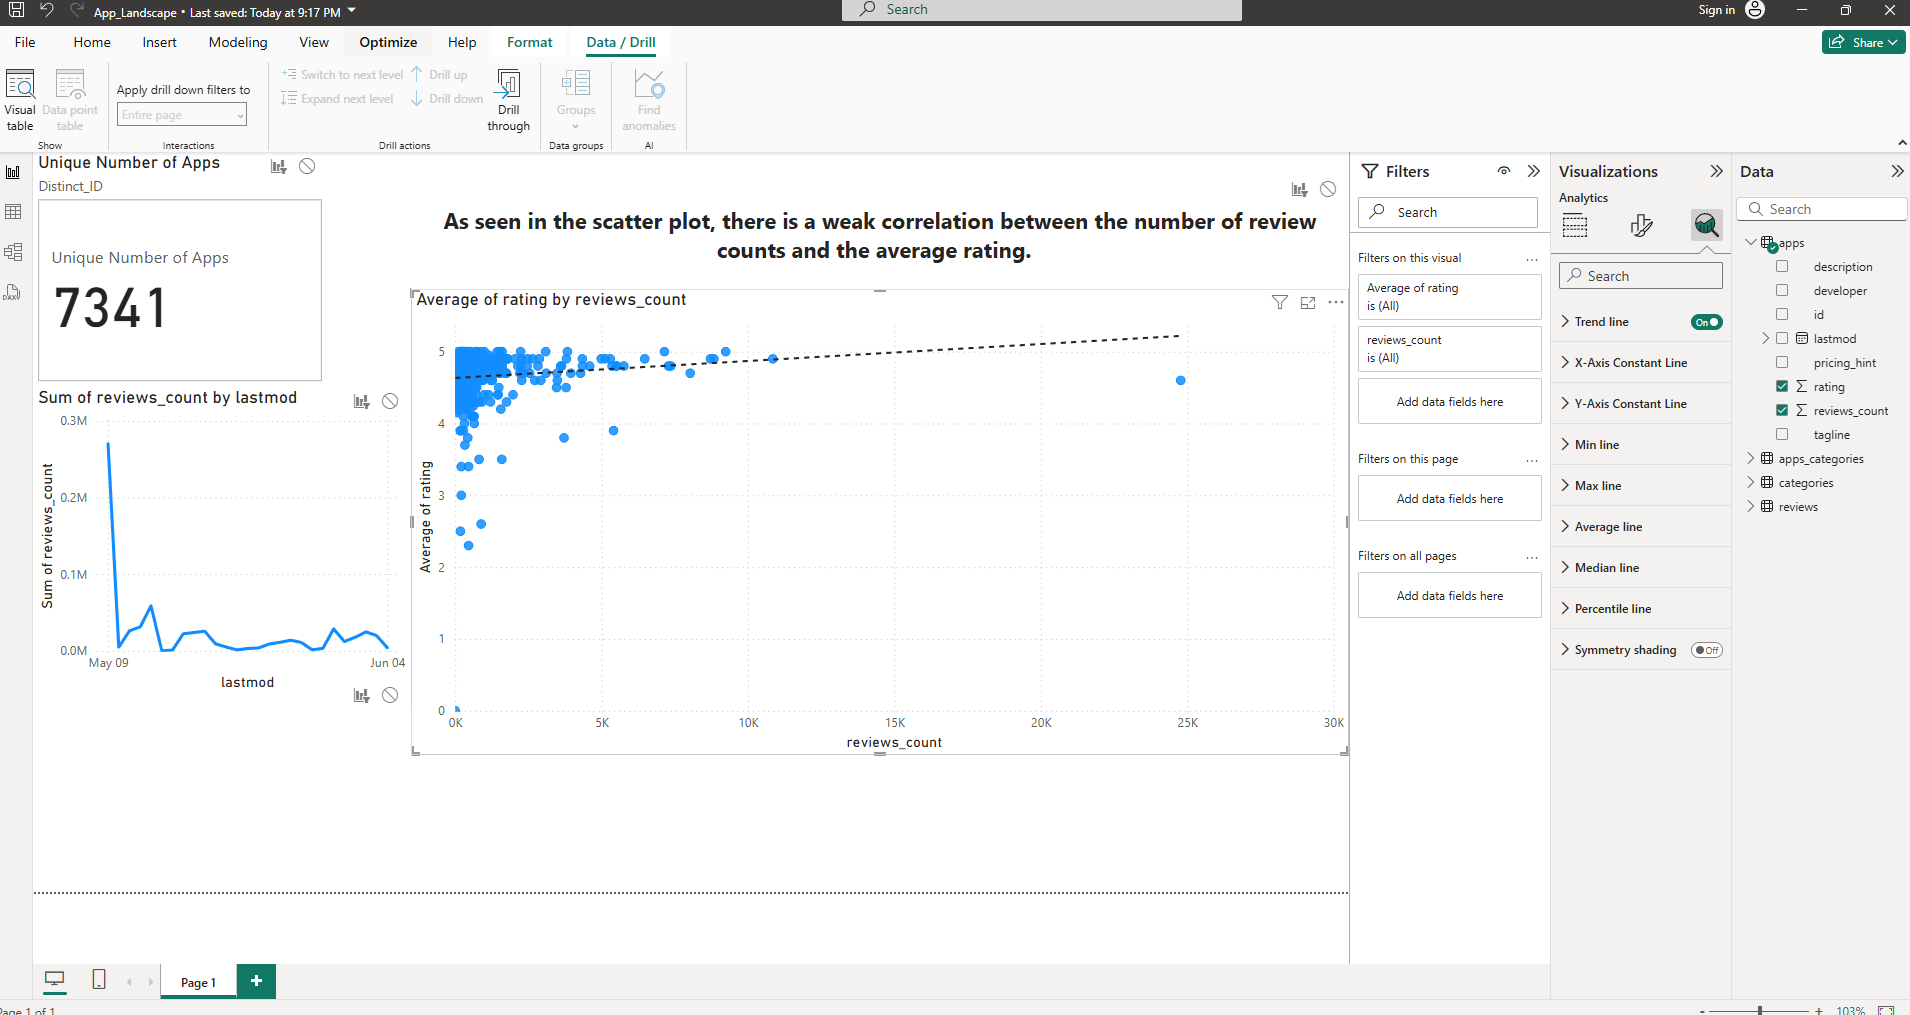 App_Landscape • Last saved: Today at 9:17 PM
Search
Sign in
File
Home
Insert
Modeling
View
Optimize
Help
Format
Data / Drill
Share
Visual table
Data point table
Show
Apply drill down filters to
Entire page
Interactions
Switch to next level
Expand next level
Drill up
Drill down
Drill through
Drill actions
Groups
Data groups
Find anomalies
AI
Unique Number of Apps
Distinct_ID
Unique Number of Apps
7341
As seen in the scatter plot, there is a weak correlation between the number of review
counts and the average rating.
Sum of reviews_count by lastmod
Sum of reviews_count
0.3M
0.2M
0.1M
0.0M
May 09
Jun 04
lastmod
Average of rating by reviews_count
Average of rating
5
4
3
2
1
0
0K
5K
10K
15K
20K
25K
30K
reviews_count
Filters
Search
Filters on this visual
...
Average of rating
is (All)
reviews_count
is (All)
Add data fields here
Filters on this page
...
Add data fields here
Filters on all pages
...
Add data fields here
Visualizations
Analytics
Search
Trend line
On
X-Axis Constant Line
Y-Axis Constant Line
Min line
Max line
Average line
Median line
Percentile line
Symmetry shading
Off
Data
Search
apps
description
developer
id
lastmod
pricing_hint
rating
reviews_count
tagline
apps_categories
categories
reviews
DAX
Page 1
+
Page 1 of 1
- + 103%